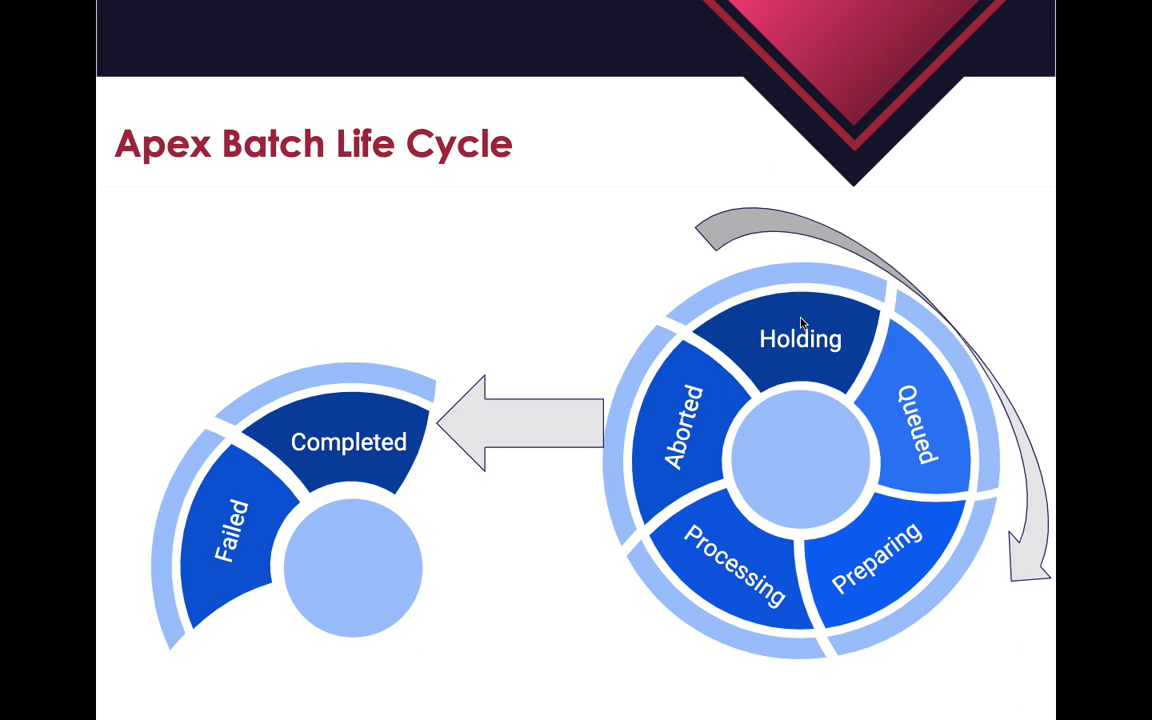 Apex Batch Life Cycle
Holding
Queued
Preparing
Processing
Aborted
Completed
Failed